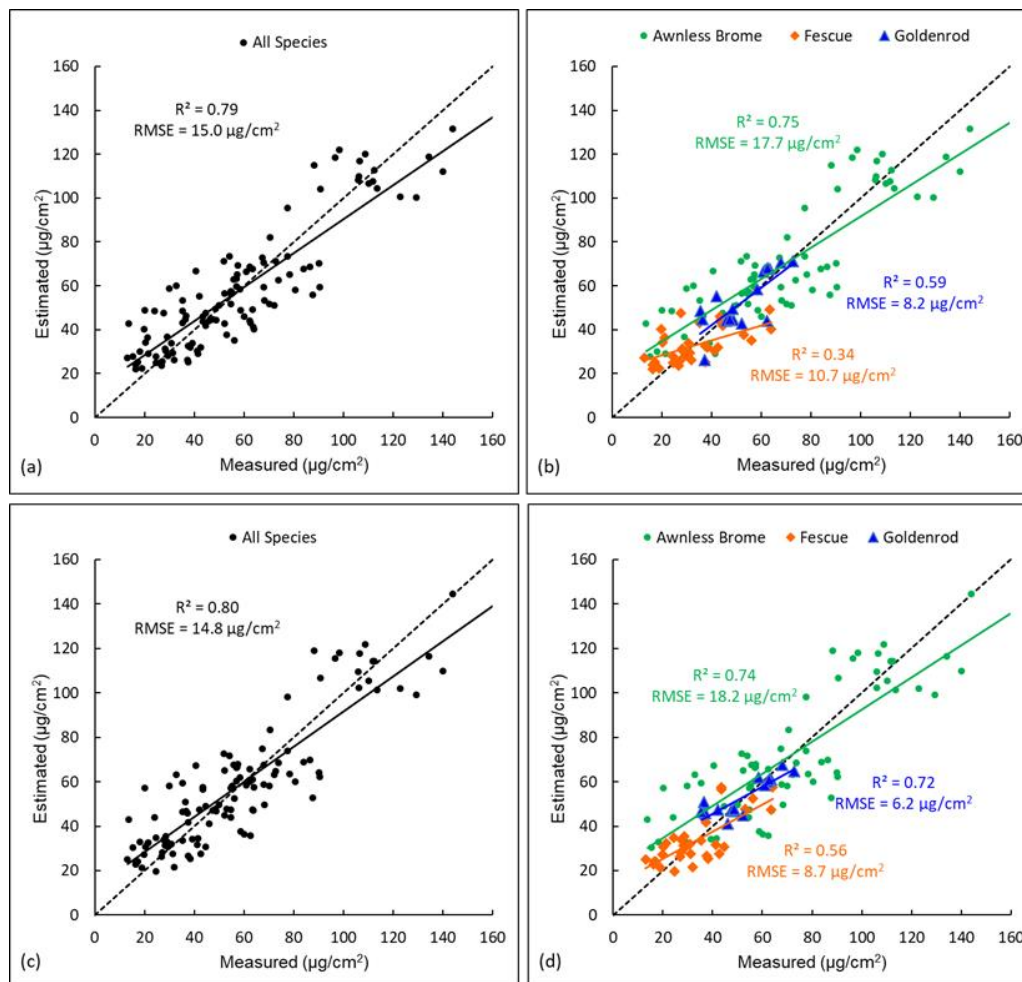 All Species
160
140
120
100
80
60
40
20
0
Estimated (µg/cm²)
R² = 0.79
RMSE = 15.0 µg/cm²
0 20 40 60 80 100 120 140 160
Measured (µg/cm²)
(a)
Awnless Brome Fescue Goldenrod
160
140
120
100
80
60
40
20
0
Estimated (µg/cm²)
R² = 0.75
RMSE = 17.7 µg/cm²
R² = 0.59
RMSE = 8.2 µg/cm²
R² = 0.34
RMSE = 10.7 µg/cm²
0 20 40 60 80 100 120 140 160
Measured (µg/cm²)
(b)
All Species
160
140
120
100
80
60
40
20
0
Estimated (µg/cm²)
R² = 0.80
RMSE = 14.8 µg/cm²
0 20 40 60 80 100 120 140 160
Measured (µg/cm²)
(c)
Awnless Brome Fescue Goldenrod
160
140
120
100
80
60
40
20
0
Estimated (µg/cm²)
R² = 0.74
RMSE = 18.2 µg/cm²
R² = 0.72
RMSE = 6.2 µg/cm²
R² = 0.56
RMSE = 8.7 µg/cm²
0 20 40 60 80 100 120 140 160
Measured (µg/cm²)
(d)